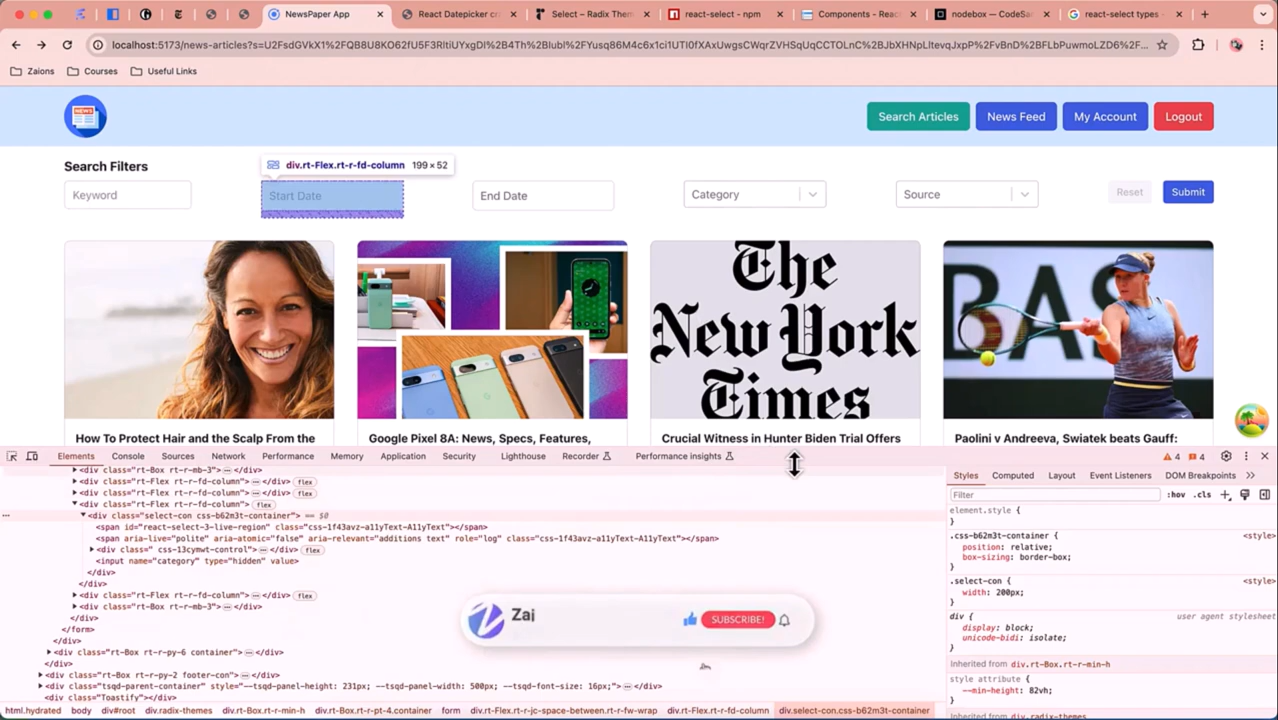 NewsPaper App
React Datepicker cr
Select – Radix Them
react-select - npm
Components - React
nodebox — CodeSan
react-select types -
localhost:5173/news-articles?s=
Zaions
Courses
Useful Links
NEWS
Search Articles
News Feed
My Account
Logout
Search Filters
div.rt-Flex.rt-r-fd-column 199 × 52
Keyword
Start Date
End Date
Category
Source
Reset
Submit
The
New York
Times
BAS
How To Protect Hair and the Scalp From the
Google Pixel 8A: News, Specs, Features,
Crucial Witness in Hunter Biden Trial Offers
Paolini v Andreeva, Swiatek beats Gauff:
Elements
Console
Sources
Network
Performance
Memory
Application
Security
Lighthouse
Recorder
Performance insights
4
4
<div class="rt-Box rt-r-mb-3"> </div>
<div class="rt-Flex rt-r-fd-column"> </div> flex
<div class="rt-Flex rt-r-fd-column"> </div> flex
<div class="rt-Flex rt-r-fd-column"> flex
<div class="select-con css-b62m3t-container"> == $0
<span id="react-select-3-live-region" class="css-1f43avz-a11yText-A11yText"></span>
<span aria-live="polite" aria-atomic="false" aria-relevant="additions text" role="log" class="css-1f43avz-a11yText-A11yText"></span>
<div class=" css-13cymwt-control"> </div> flex
<input name="category" type="hidden" value>
</div>
</div>
<div class="rt-Flex rt-r-fd-column"> </div> flex
<div class="rt-Box rt-r-mb-3"> </div>
</div>
</form>
</div>
<div class="rt-Box rt-r-py-6 container"> </div>
</div>
<div class="rt-Box rt-r-py-2 footer-con"> </div>
<div class="tsqd-parent-container" style="--tsqd-panel-height: 231px; --tsqd-panel-width: 500px; --tsqd-font-size: 16px;"> </div>
<div class="Toastify"></div>
html.hydrated body div#root div.radix-themes div.rt-Box.rt-r-min-h div.rt-Box.rt-r-pt-4.container form div.rt-Flex.rt-r-jc-space-between.rt-r-fw-wrap div.rt-Flex.rt-r-fd-column div.select-con.css-b62m3t-container
Styles
Computed
Layout
Event Listeners
DOM Breakpoints
Filter
:hov .cls
element.style {
}
.css-b62m3t-container { <style>
position: relative;
box-sizing: border-box;
}
.select-con { <style>
width: 200px;
}
div { user agent stylesheet
display: block;
unicode-bidi: isolate;
}
Inherited from div.rt-Box.rt-r-min-h
style attribute {
--min-height: 82vh;
}
Inherited from div.radix-themes
Zai
SUBSCRIBE!